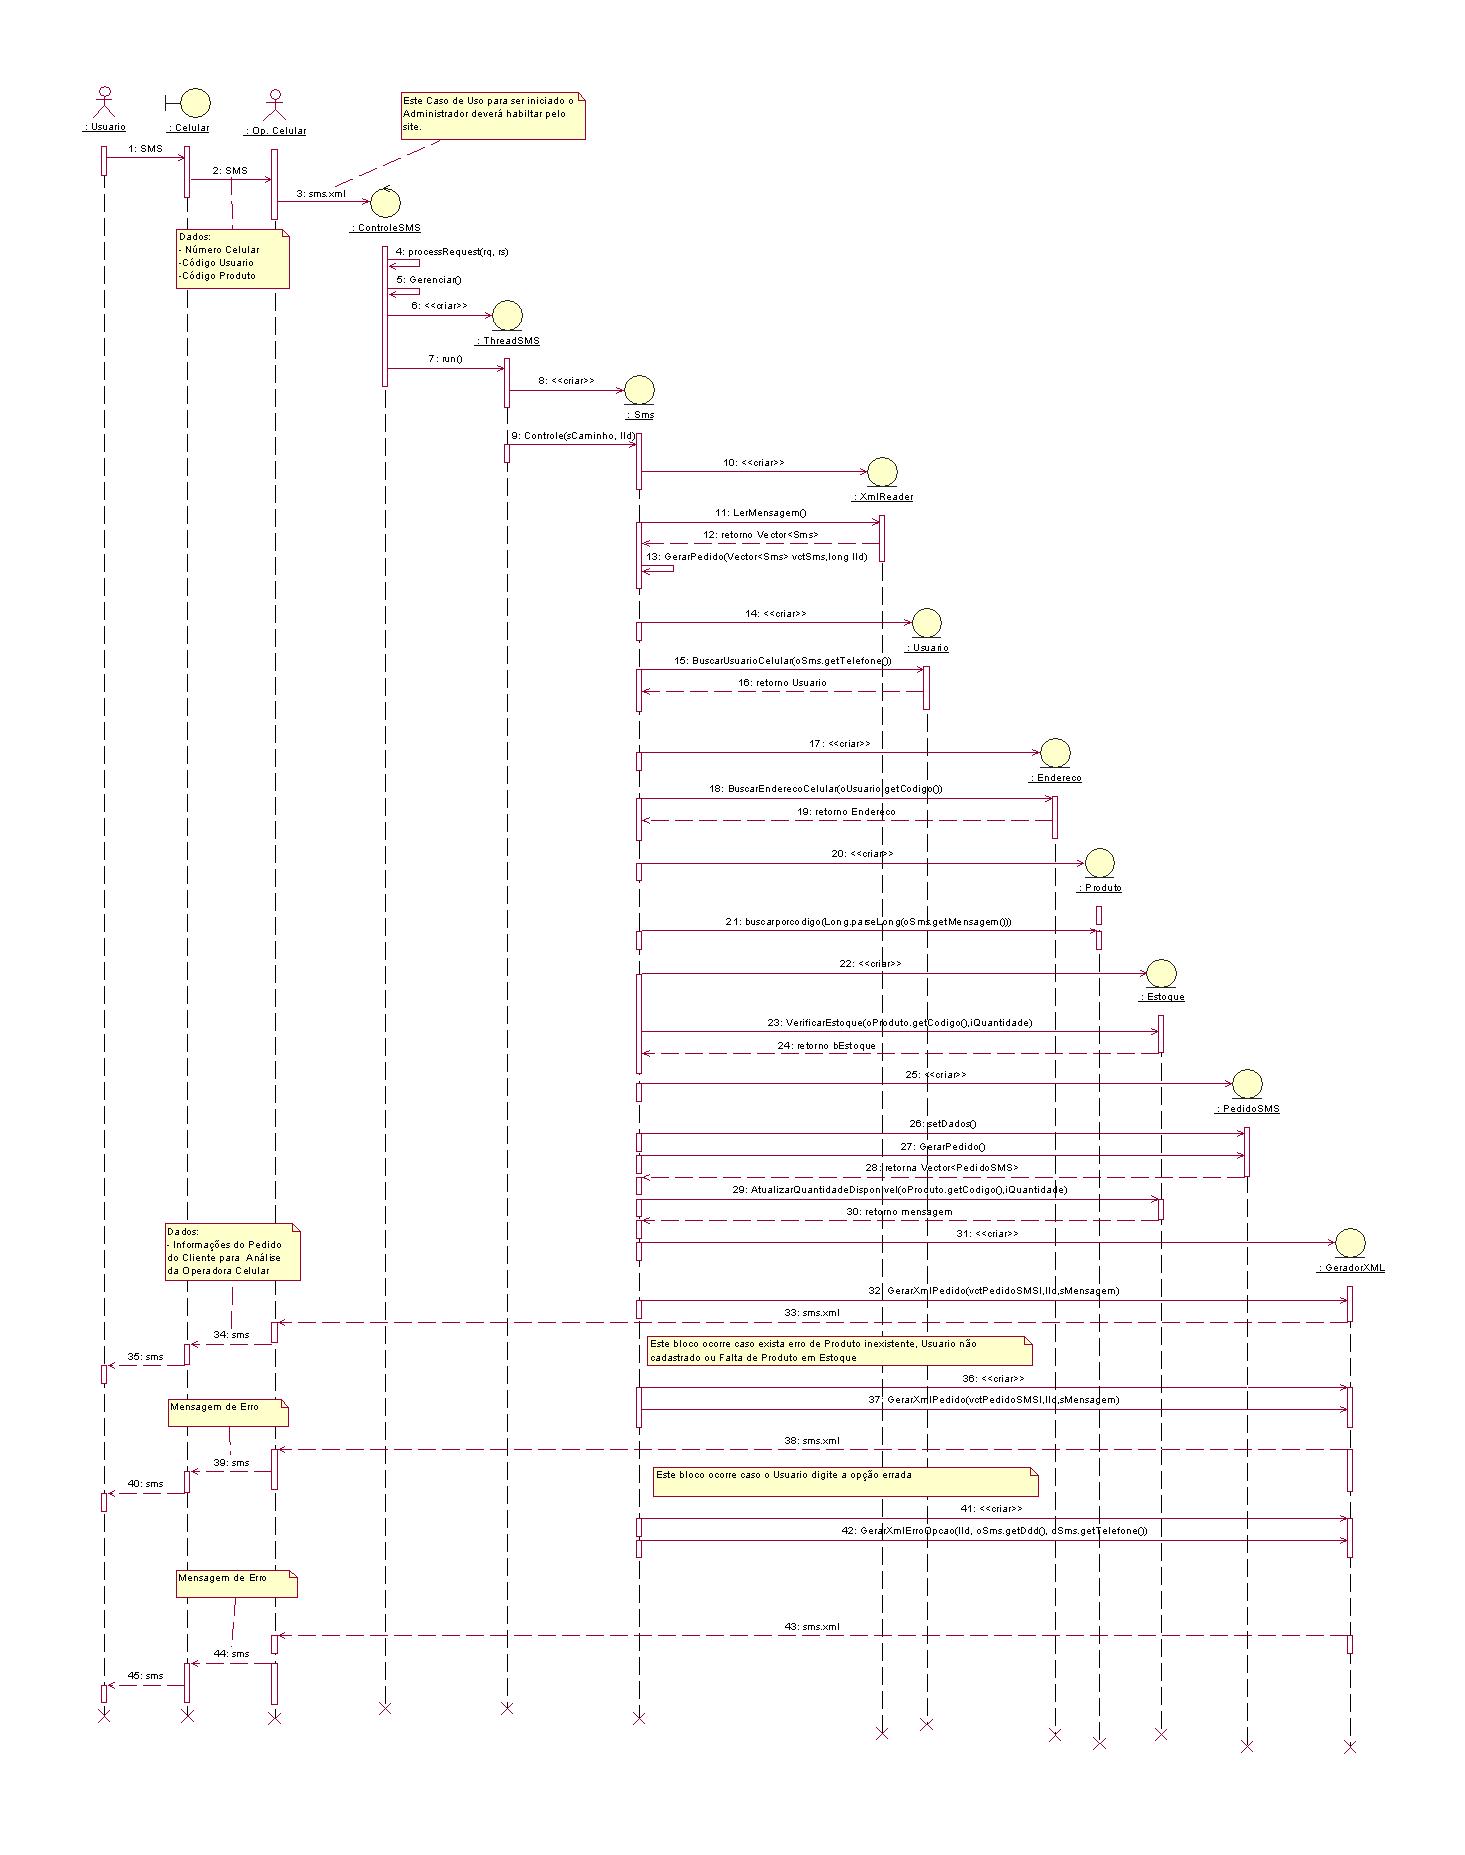 Este Caso de Uso para ser iniciado o
Administrador deverá habiltar pelo
site.
: Usuario
: Celular
: Op. Celular
1: SMS
2: SMS
3: sms.xml
: ControleSMS
Dados:
- Número Celular
-Código Usuario
-Código Produto
4: processRequest(rq, rs)
5: Gerenciar()
6: <<criar>>
: ThreadSMS
7: run()
8: <<criar>>
: Sms
9: Controle(sCaminho, lId)
10: <<criar>>
: XmlReader
11: LerMensagem()
12: retorno Vector<Sms>
13: GerarPedido(Vector<Sms> vctSms,long lId)
14: <<criar>>
: Usuario
15: BuscarUsuarioCelular(oSms.getTelefone())
16: retorno Usuario
17: <<criar>>
: Endereco
18: BuscarEnderecoCelular(oUsuario.getCodigo())
19: retorno Endereco
20: <<criar>>
: Produto
21: buscarporcodigo(Long.parseLong(oSms.getMensagem()))
22: <<criar>>
: Estoque
23: VerificarEstoque(oProduto.getCodigo(),iQuantidade)
24: retorno bEstoque
25: <<criar>>
: PedidoSMS
26: setDados()
27: GerarPedido()
28: retorna Vector<PedidoSMS>
29: AtualizarQuantidadeDisponivel(oProduto.getCodigo(),iQuantidade)
30: retorno mensagem
31: <<criar>>
: GeradorXML
Dados:
- Informações do Pedido
do Cliente para  Análise
da Operadora Celular
32: GerarXmlPedido(vctPedidoSMSI,lId,sMensagem)
33: sms.xml
34: sms
35: sms
Este bloco ocorre caso exista erro de Produto inexistente, Usuario não
cadastrado ou Falta de Produto em Estoque
36: <<criar>>
37: GerarXmlPedido(vctPedidoSMSI,lId,sMensagem)
Mensagem de Erro
38: sms.xml
39: sms
40: sms
Este bloco ocorre caso o Usuario digite a opção errada
41: <<criar>>
42: GerarXmlErroOpcao(lId, oSms.getDdd(), oSms.getTelefone())
Mensagem de Erro
43: sms.xml
44: sms
45: sms